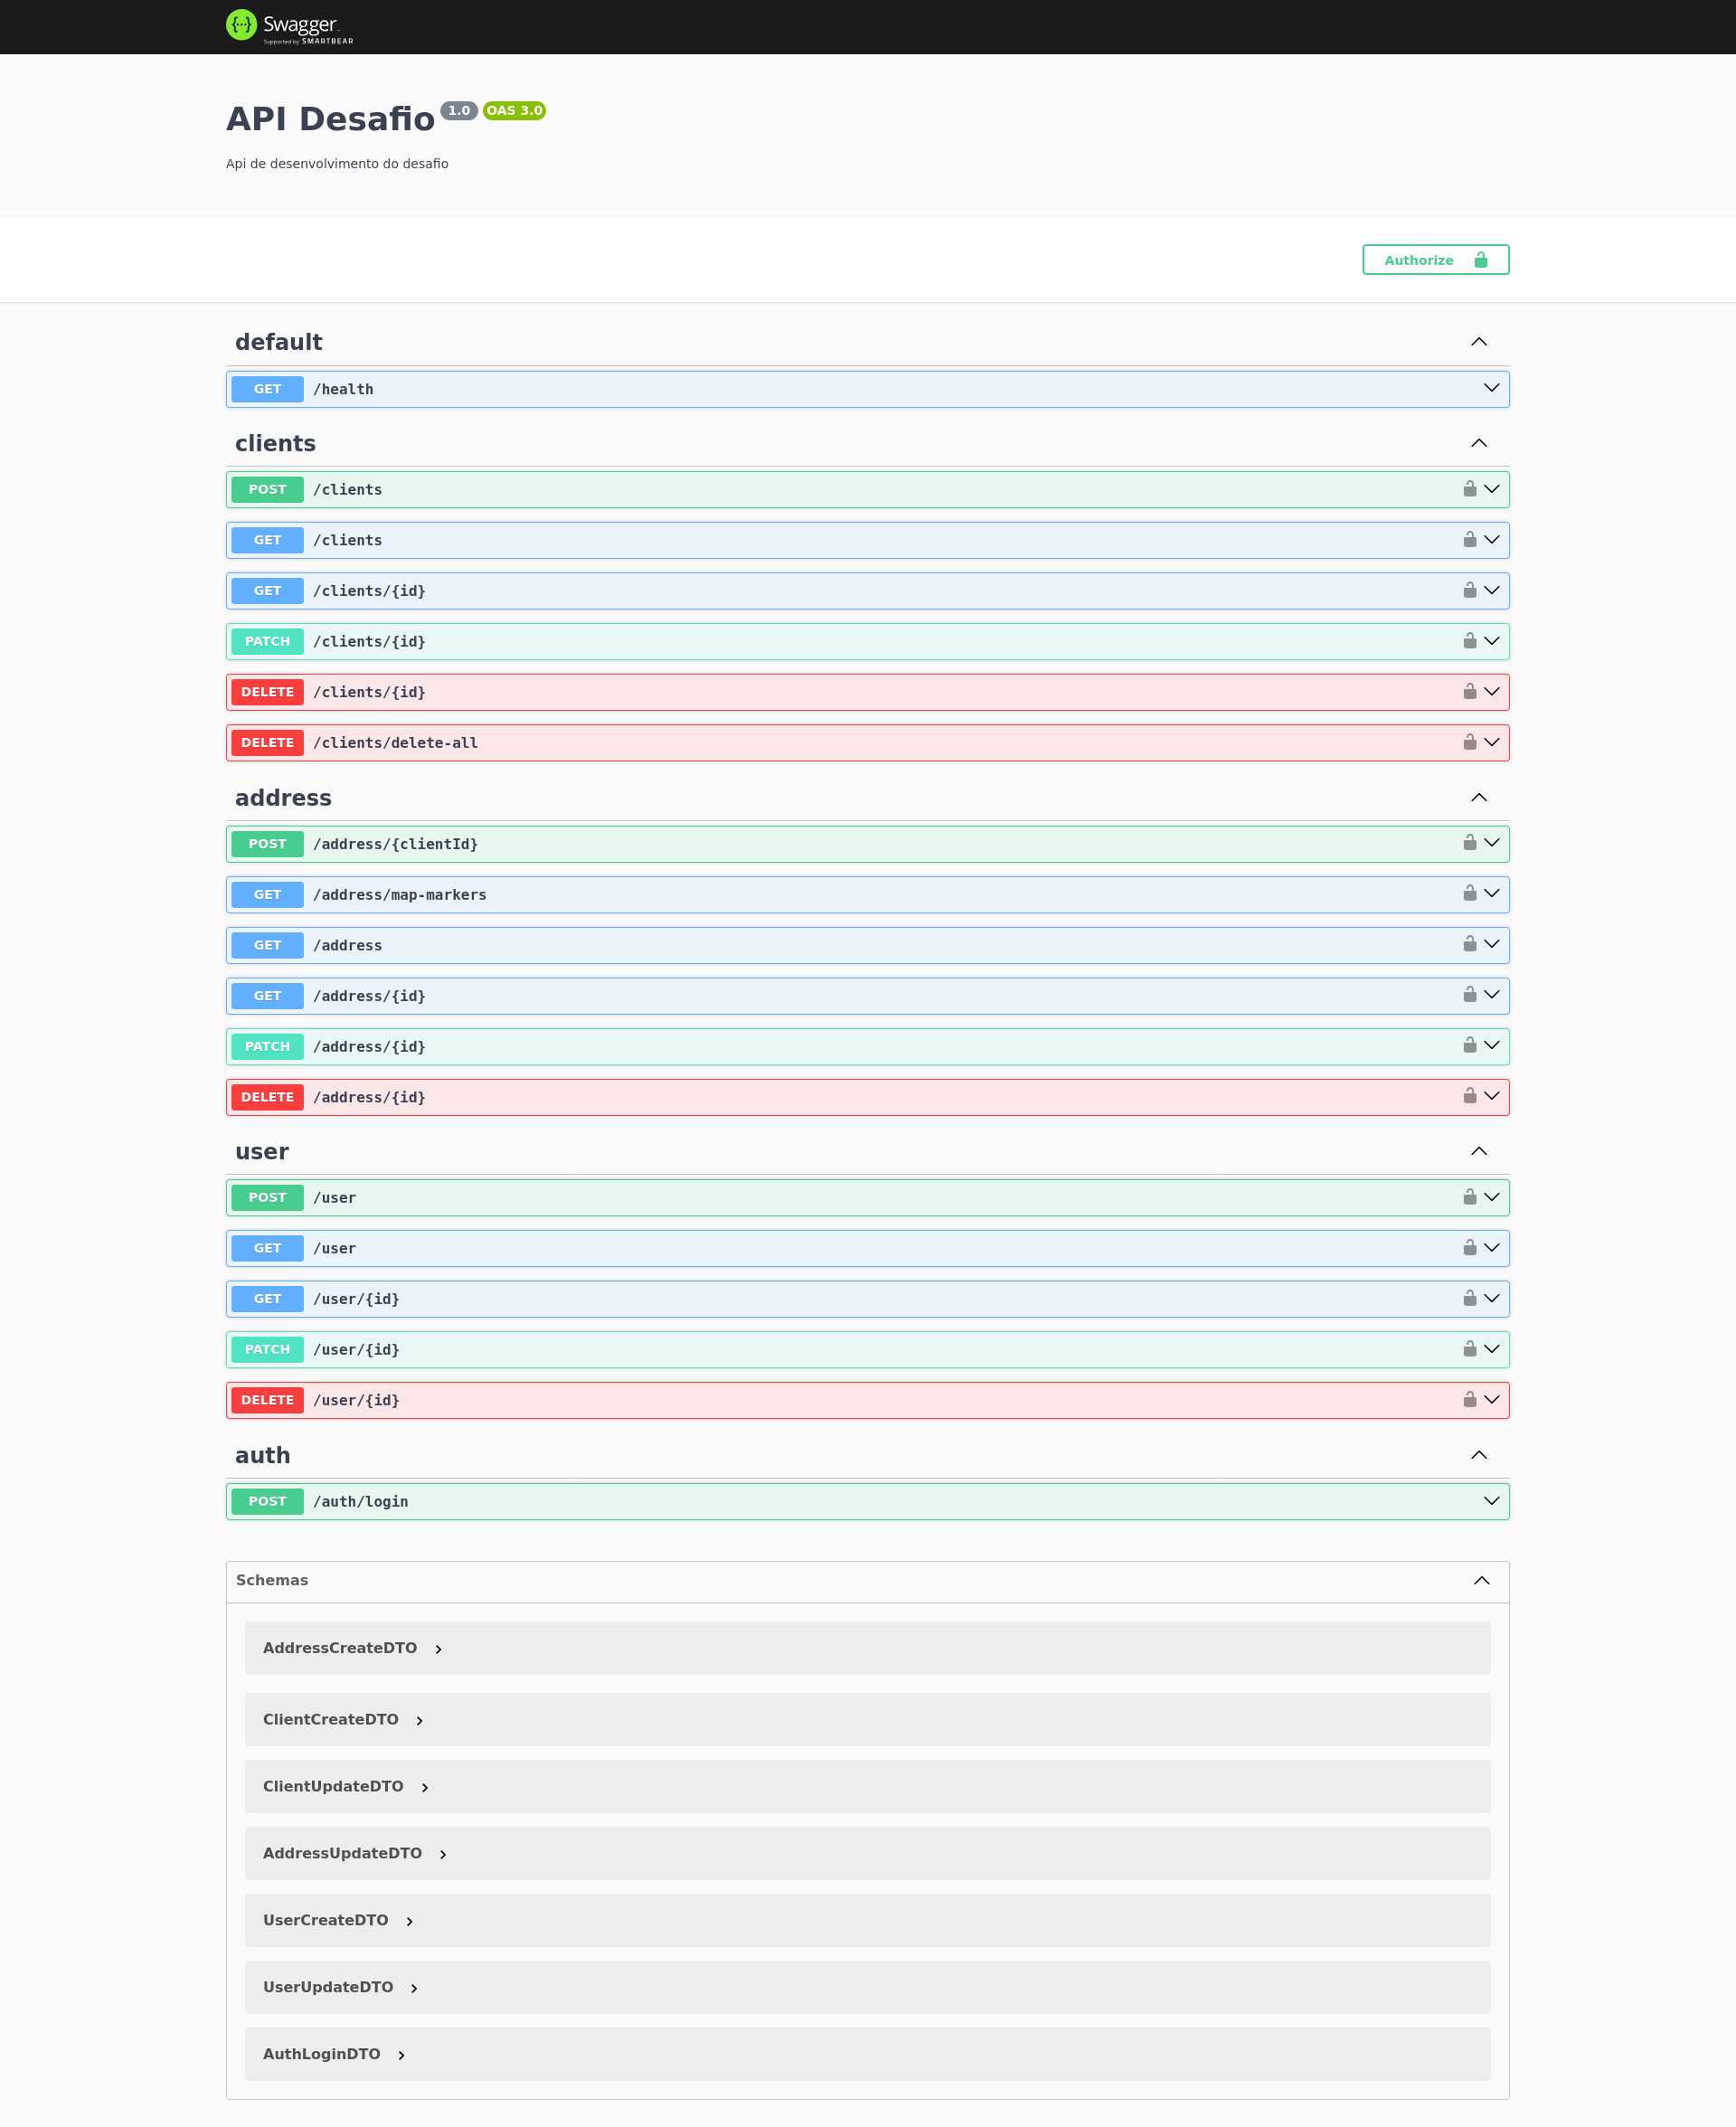 Swagger
Supported by SMARTBEAR
API Desafio 1.0 OAS 3.0
Api de desenvolvimento do desafio
Authorize
default
GET /health
clients
POST /clients
GET /clients
GET /clients/{id}
PATCH /clients/{id}
DELETE /clients/{id}
DELETE /clients/delete-all
address
POST /address/{clientId}
GET /address/map-markers
GET /address
GET /address/{id}
PATCH /address/{id}
DELETE /address/{id}
user
POST /user
GET /user
GET /user/{id}
PATCH /user/{id}
DELETE /user/{id}
auth
POST /auth/login
Schemas
AddressCreateDTO
ClientCreateDTO
ClientUpdateDTO
AddressUpdateDTO
UserCreateDTO
UserUpdateDTO
AuthLoginDTO